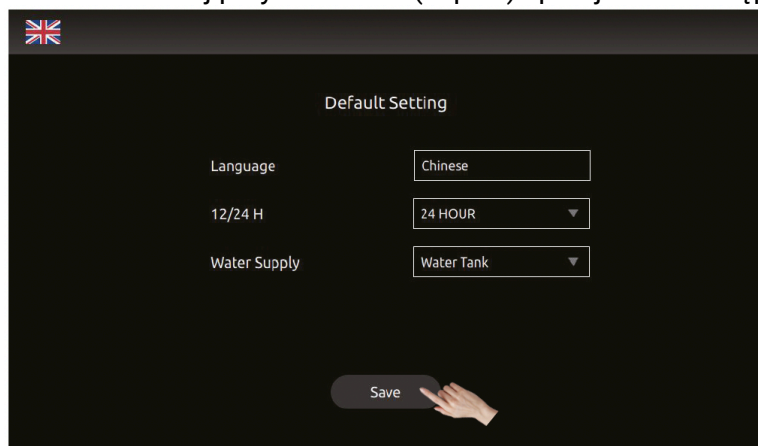 Default Setting
Language Chinese
12/24 H 24 HOUR
Water Supply Water Tank
Save